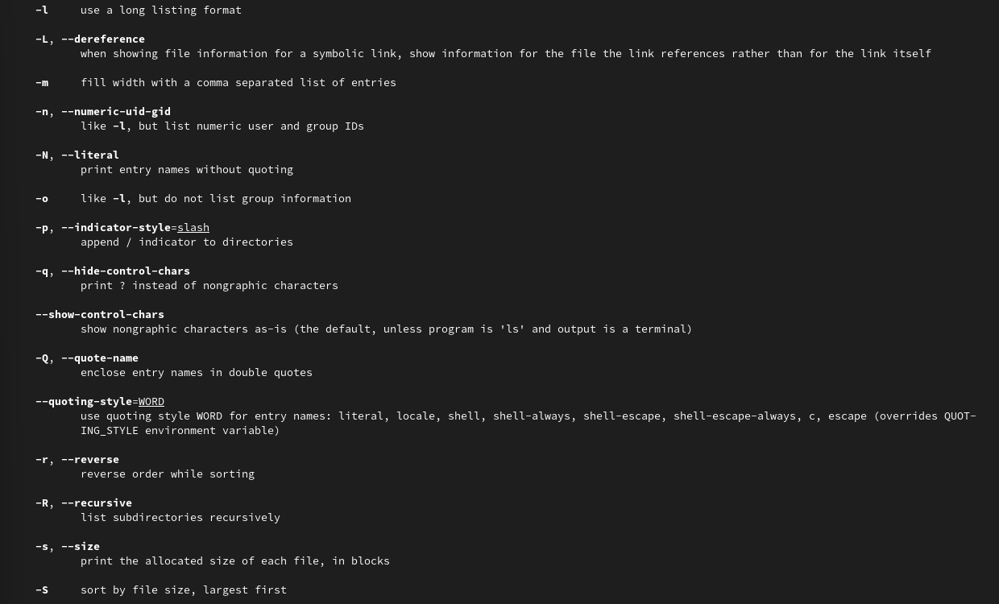 -l     use a long listing format
-L, --dereference
when showing file information for a symbolic link, show information for the file the link references rather than for the link itself
-m     fill width with a comma separated list of entries
-n, --numeric-uid-gid
like -l, but list numeric user and group IDs
-N, --literal
print entry names without quoting
-o     like -l, but do not list group information
-p, --indicator-style=slash
append / indicator to directories
-q, --hide-control-chars
print ? instead of nongraphic characters
--show-control-chars
show nongraphic characters as-is (the default, unless program is 'ls' and output is a terminal)
-Q, --quote-name
enclose entry names in double quotes
--quoting-style=WORD
use quoting style WORD for entry names: literal, locale, shell, shell-always, shell-escape, shell-escape-always, c, escape (overrides QUOT-
ING_STYLE environment variable)
-r, --reverse
reverse order while sorting
-R, --recursive
list subdirectories recursively
-s, --size
print the allocated size of each file, in blocks
-S     sort by file size, largest first